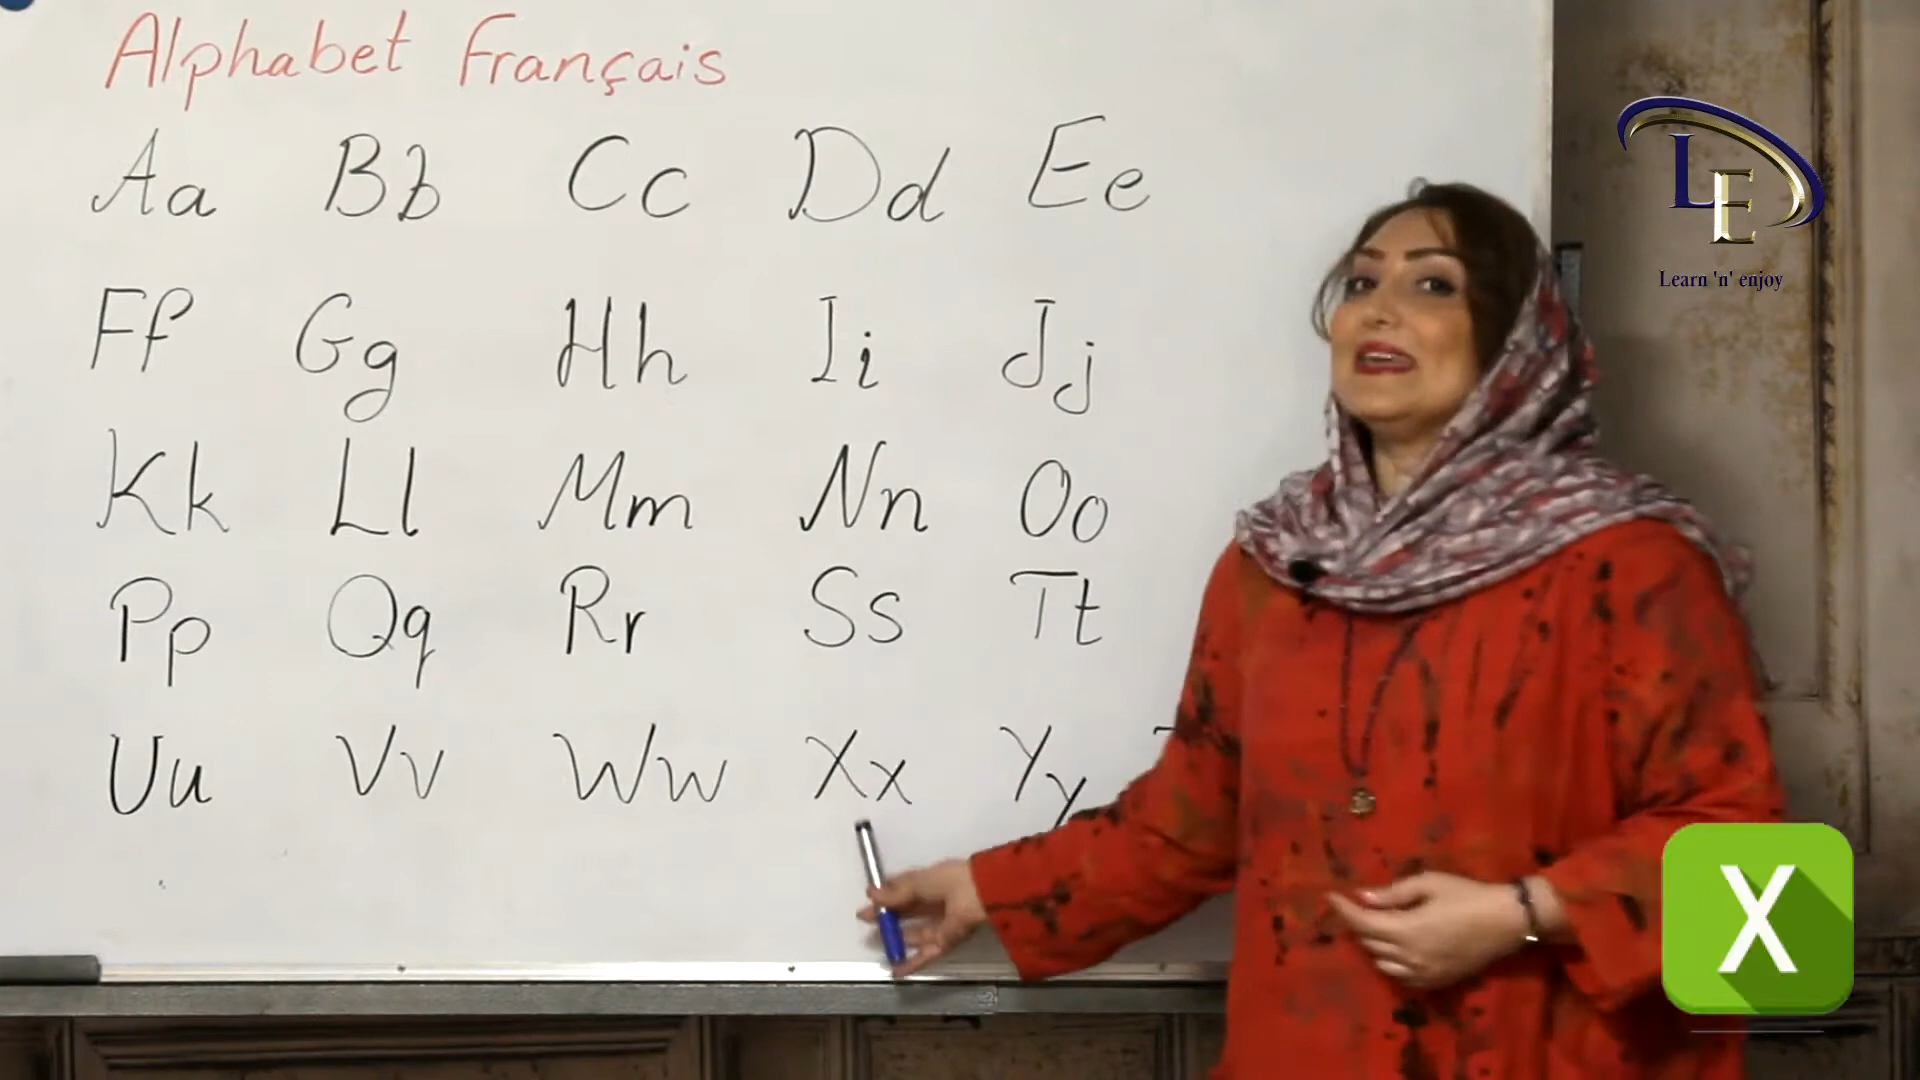 Alphabet Français
Aa Bb Cc Dd Ee
Ff Gg Hh Ii Jj
Kk Ll Mm Nn Oo
Pp Qq Rr Ss Tt
Uu Vv Ww Xx Yy
LE
Learn 'n' enjoy
X